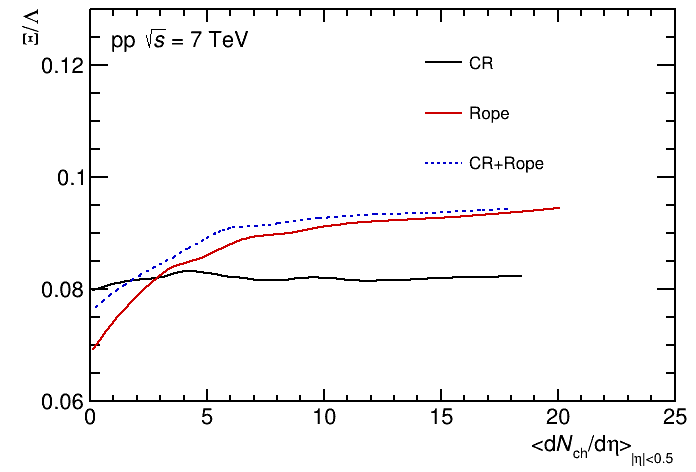 Ξ/Λ
pp √s = 7 TeV
CR
Rope
CR+Rope
0.12
0.1
0.08
0.06
0 5 10 15 20 25
<dN_ch/dη>_|η|<0.5